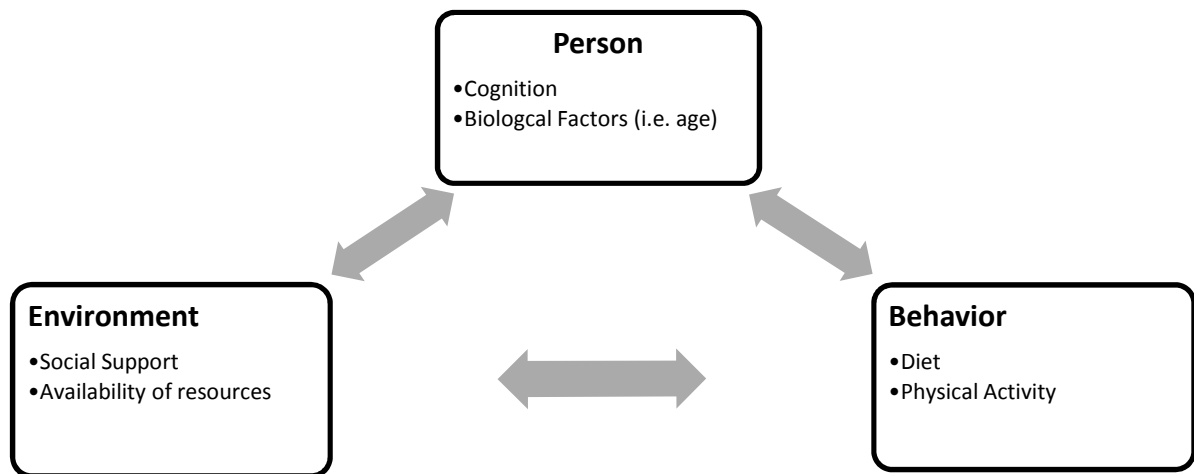 Person
•Cognition
•Biologcal Factors (i.e. age)
Environment
•Social Support
•Availability of resources
Behavior
•Diet
•Physical Activity